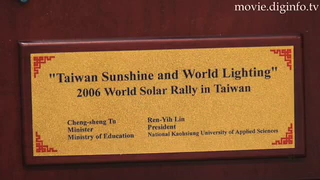 movie.diginfo.tv
"Taiwan Sunshine and World Lighting"
2006 World Solar Rally in Taiwan
Cheng-sheng Tu Ren-Yih Lin
Minister President
Ministry of Education National Kaohsiung University of Applied Sciences